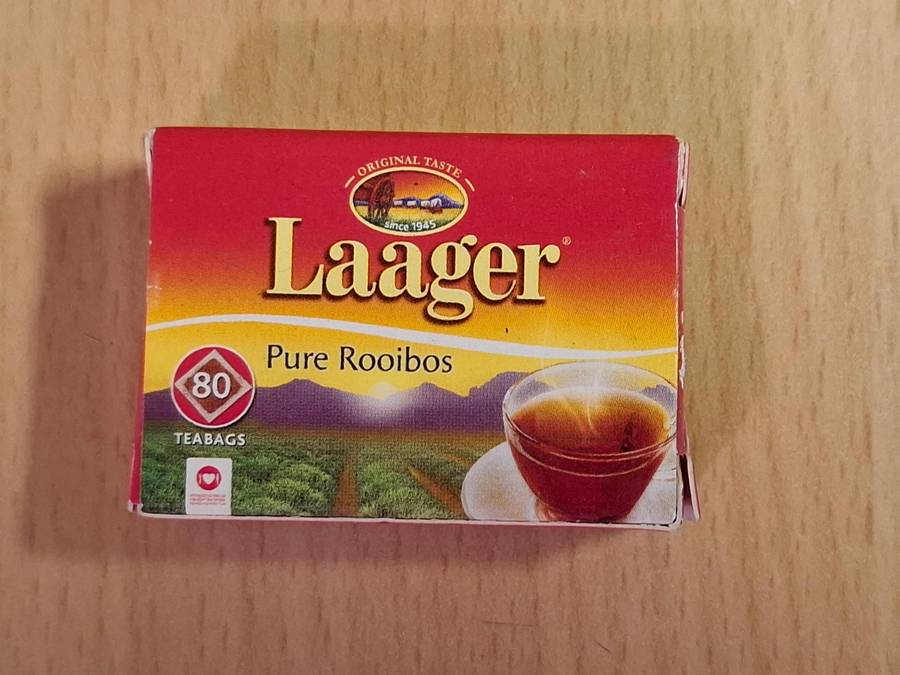 ORIGINAL TASTE
since 1945
Laager®
Pure Rooibos
80
TEABAGS